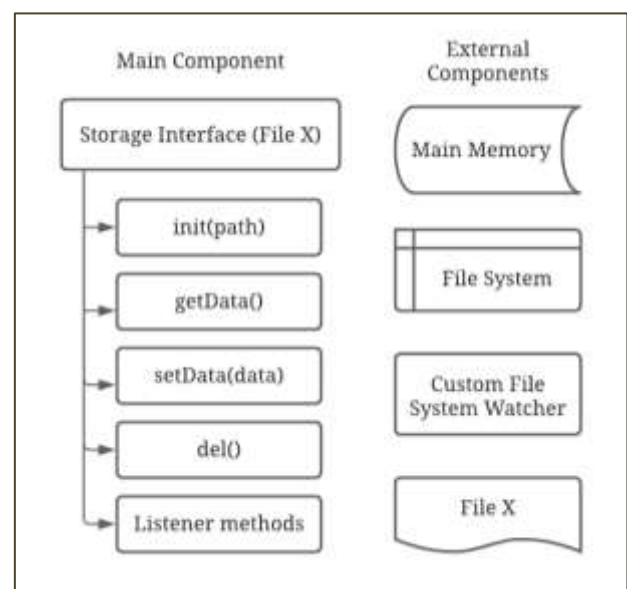 Main Component
Storage Interface (File X)
init(path)
getData()
setData(data)
del()
Listener methods
External
Components
Main Memory
File System
Custom File
System Watcher
File X